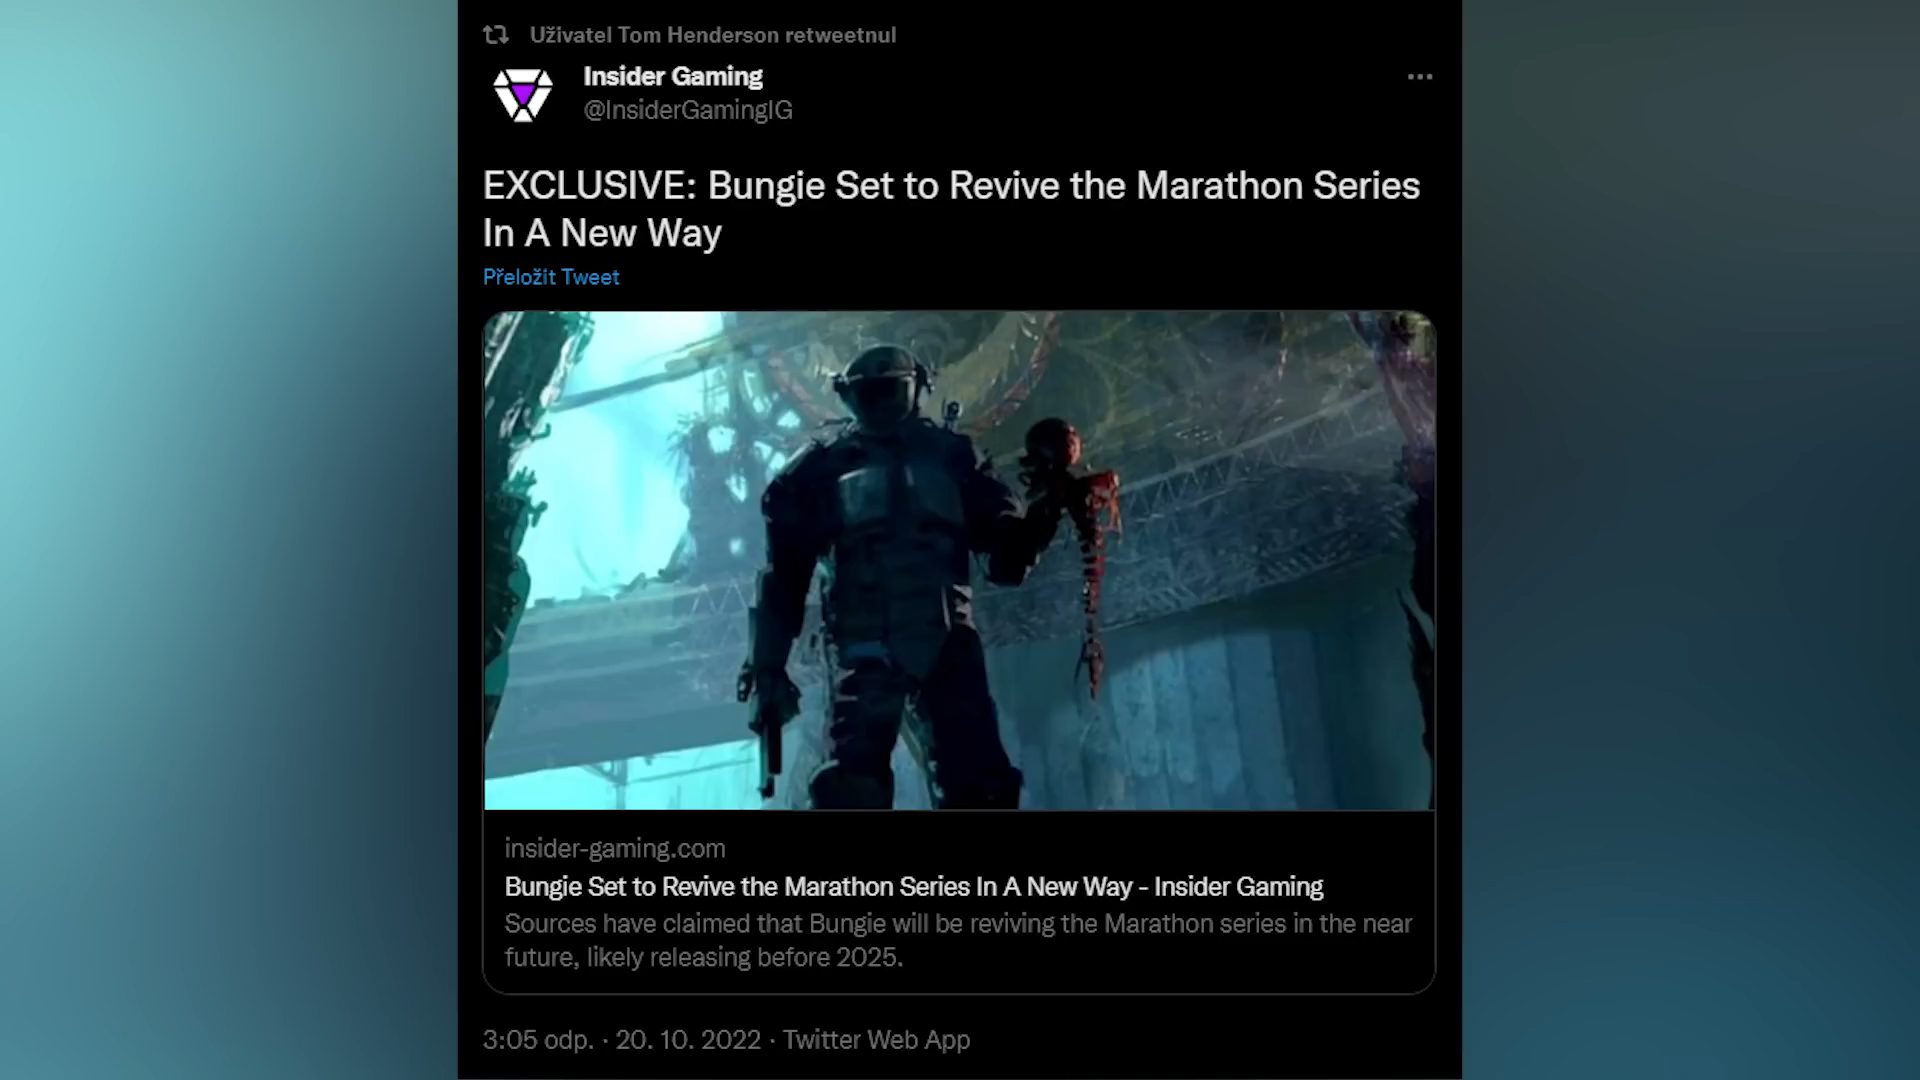 Uživatel Tom Henderson retweetnul
Insider Gaming
@InsiderGamingIG
EXCLUSIVE: Bungie Set to Revive the Marathon Series
In A New Way
Přeložit Tweet
insider-gaming.com
Bungie Set to Revive the Marathon Series In A New Way - Insider Gaming
Sources have claimed that Bungie will be reviving the Marathon series in the near
future, likely releasing before 2025.
3:05 odp. · 20. 10. 2022 · Twitter Web App